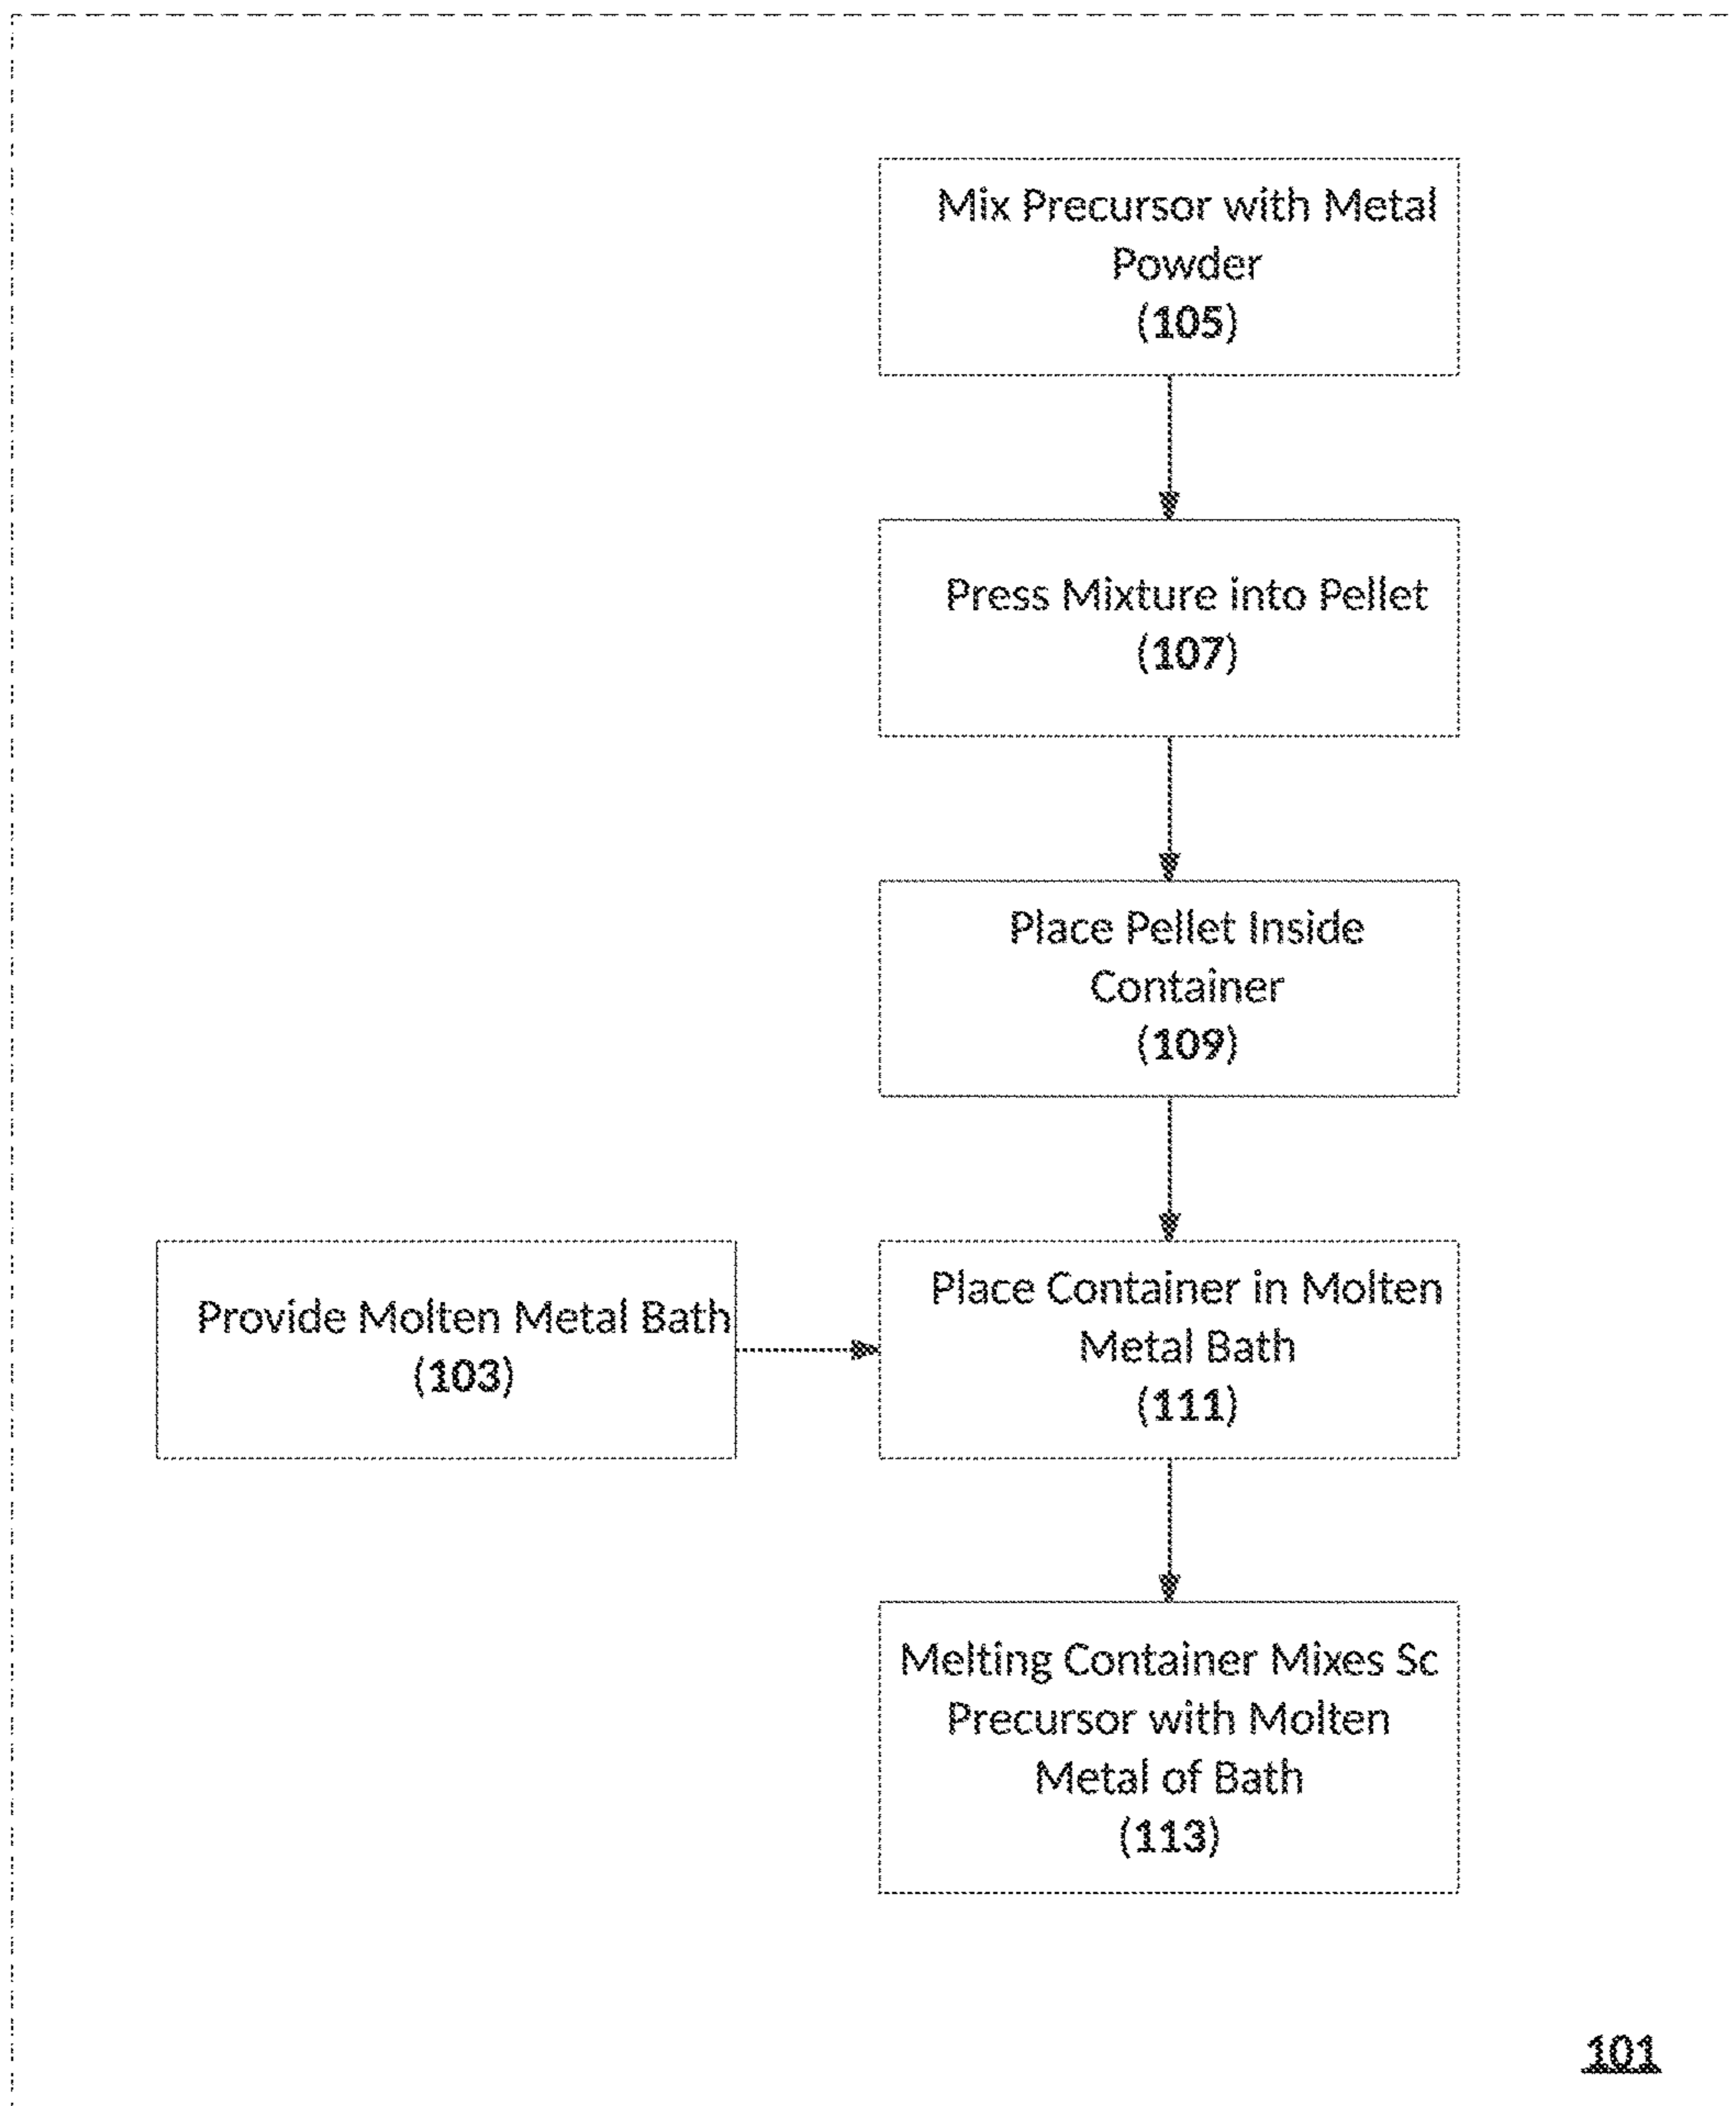 Mix Precursor with Metal
Powder
(105)
Press Mixture into Pellet
(107)
Place Pellet Inside
Container
(109)
Provide Molten Metal Bath
(103)
Place Container in Molten
Metal Bath
(111)
Melting Container Mixes Sc
Precursor with Molten
Metal of Bath
(113)
101